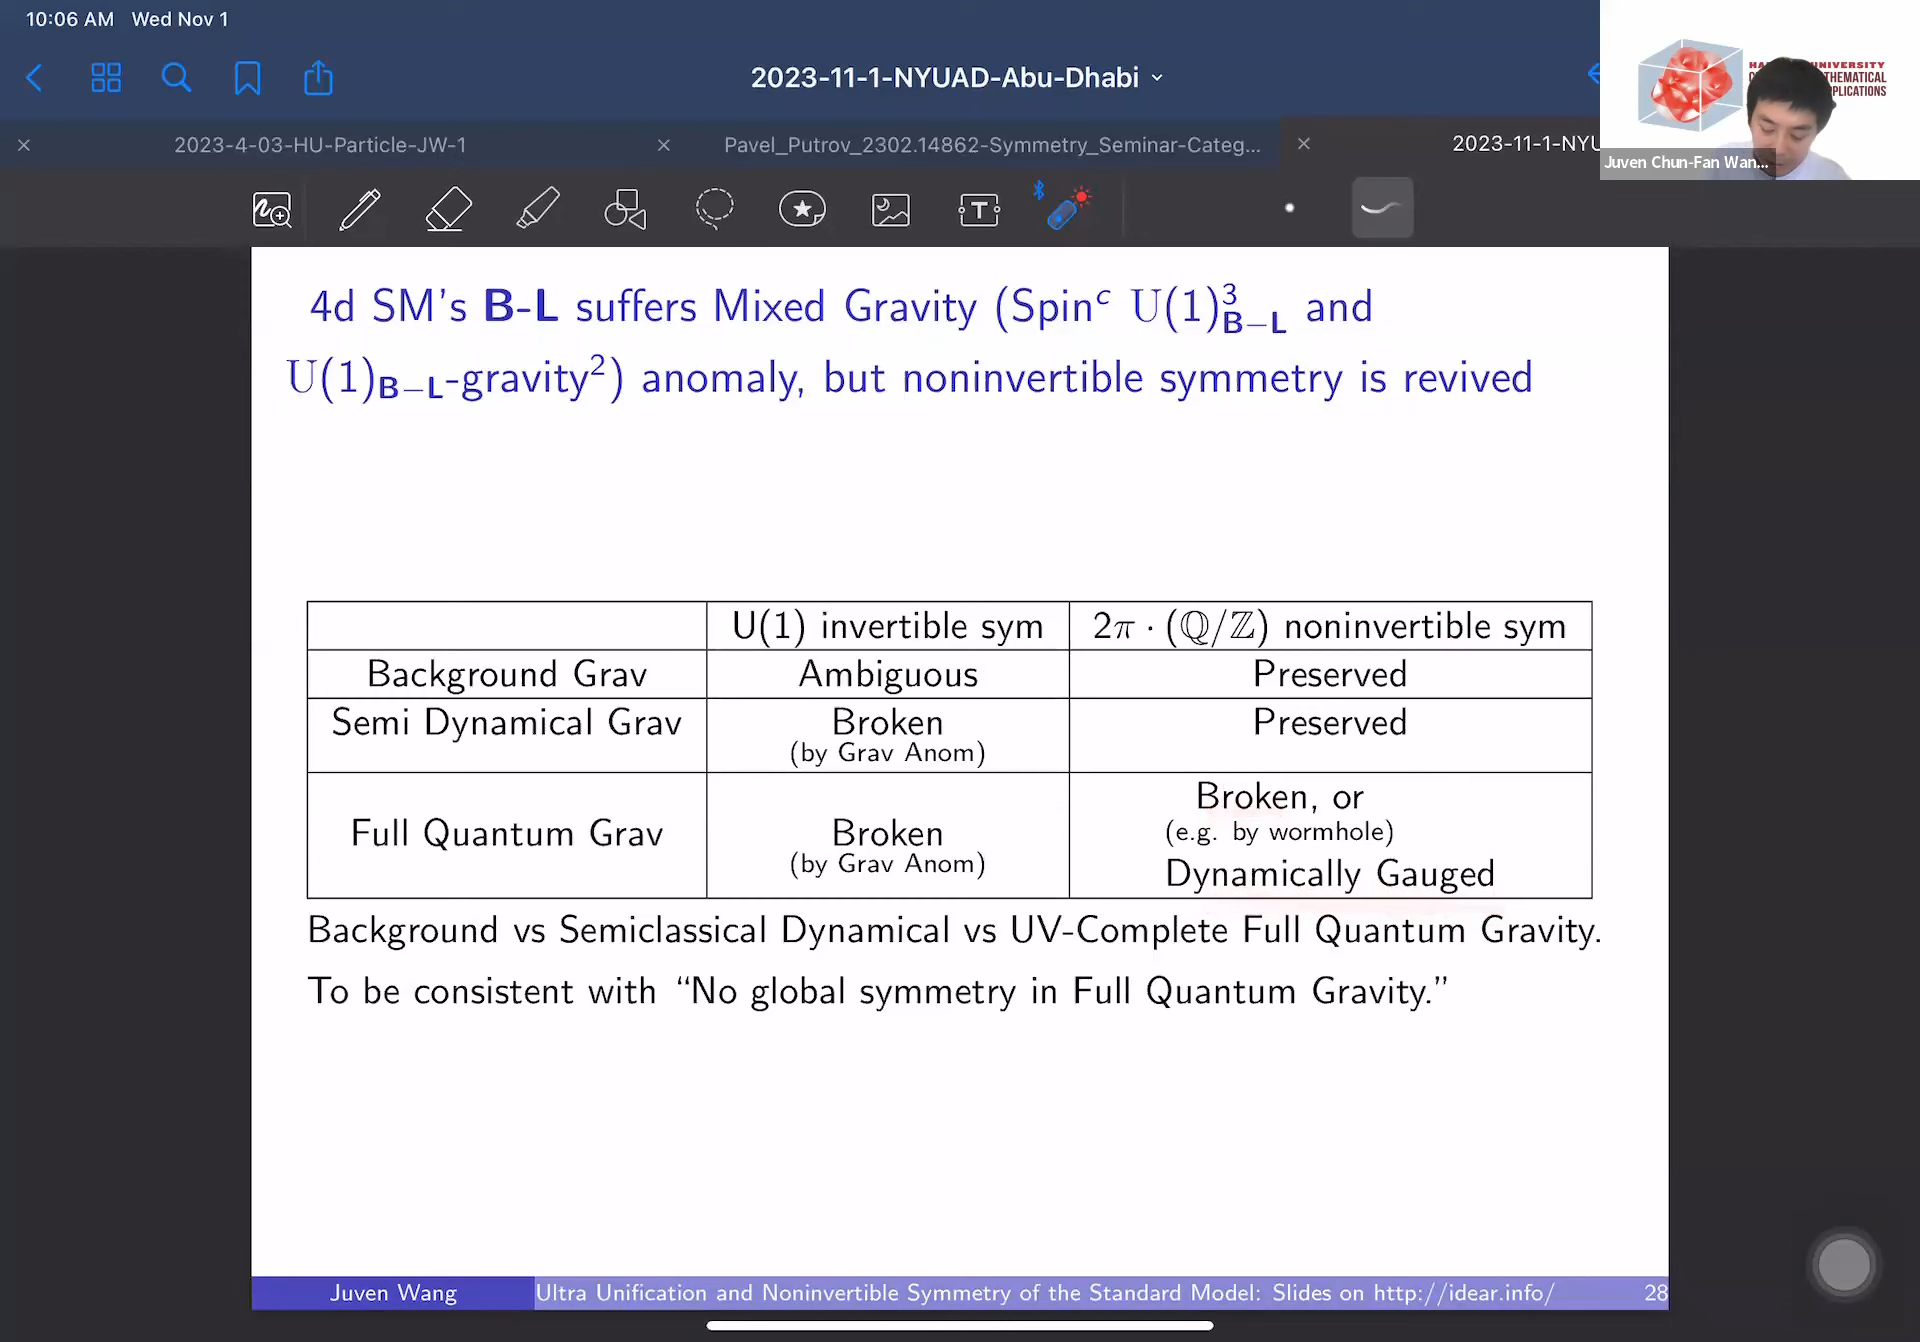 10:06 AM Wed Nov 1
2023-11-1-NYUAD-Abu-Dhabi
2023-4-03-HU-Particle-JW-1
Pavel_Putrov_2302.14862-Symmetry_Seminar-Categ...
2023-11-1-NYU
UNIVERSITY
Juven Chun-Fan Wan...
4d SM's B-L suffers Mixed Gravity (Spin^c U(1)^3_{B−L} and
U(1)_{B−L}-gravity²) anomaly, but noninvertible symmetry is revived
U(1) invertible sym 2π · (ℚ/ℤ) noninvertible sym
Background Grav Ambiguous Preserved
Semi Dynamical Grav Broken Preserved
(by Grav Anom)
Full Quantum Grav Broken Broken, or
(by Grav Anom) (e.g. by wormhole)
Dynamically Gauged
Background vs Semiclassical Dynamical vs UV-Complete Full Quantum Gravity.
To be consistent with “No global symmetry in Full Quantum Gravity.”
Juven Wang Ultra Unification and Noninvertible Symmetry of the Standard Model: Slides on http://idear.info/ 28